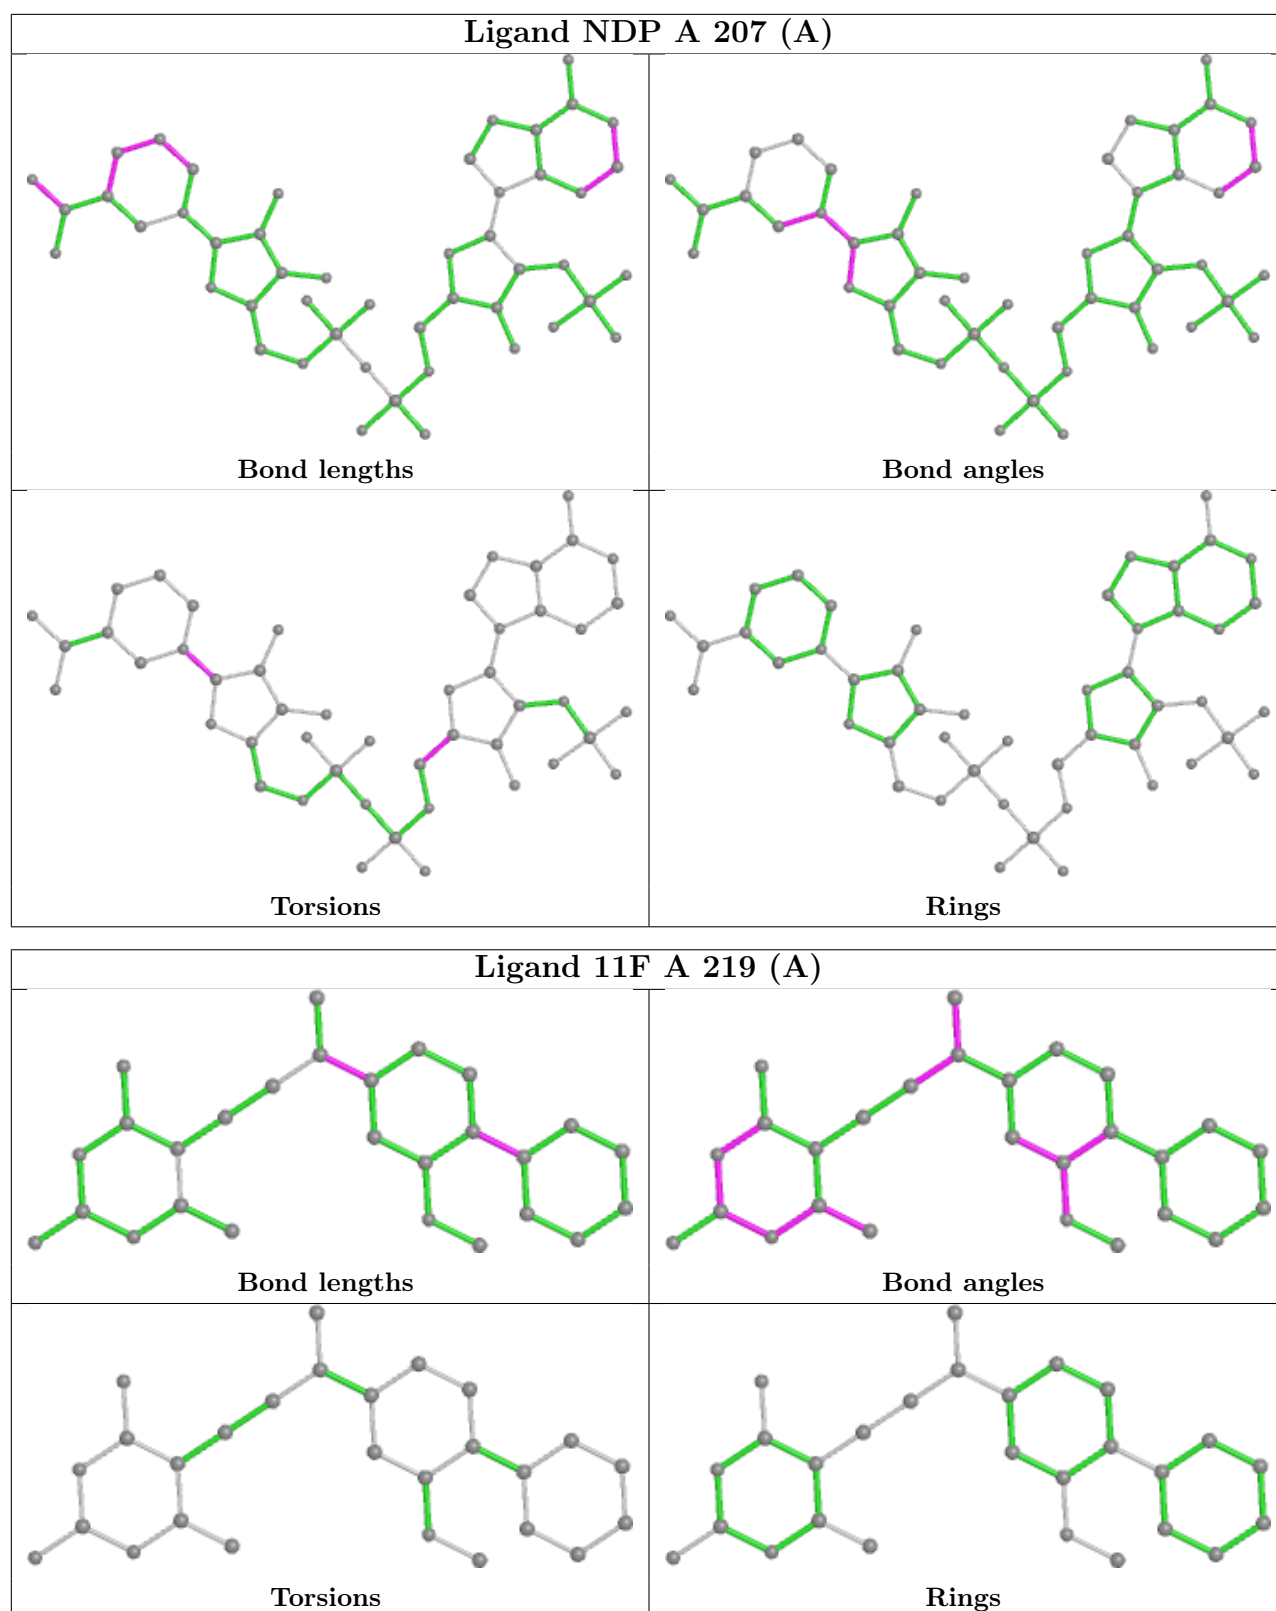 Ligand NDP A 207 (A)
Bond lengths
Bond angles
Torsions
Rings
Ligand 11F A 219 (A)
Bond lengths
Bond angles
Torsions
Rings